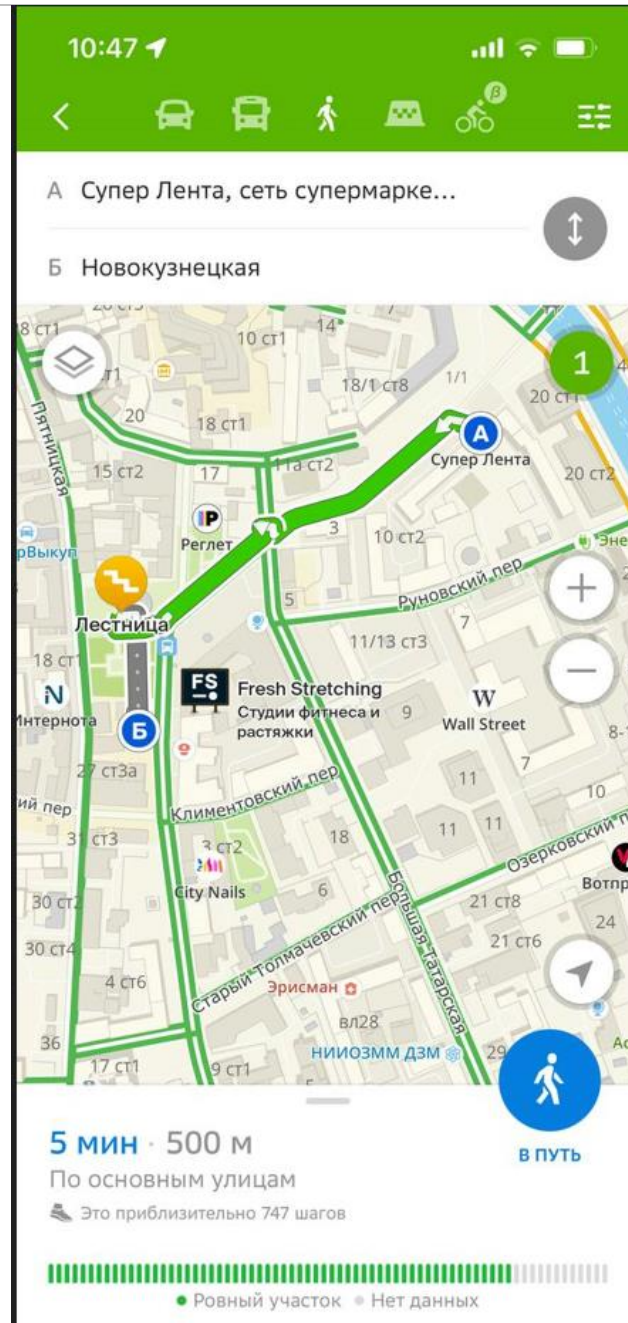 10:47
β
А Супер Лента, сеть супермарке...
Б Новокузнецкая
14
10 ст1
18/1 ст8
1/1
1
20 ст1
Пятницкая
20
18 ст1
А
Супер Лента
15 ст2
17
11а ст2
20 ст2
Реглет
3
10 ст2
рВыкуп
Эне
Руновский пер
5
7
Лестница
11/13 ст3
18 ст1
FS
Fresh Stretching
Студии фитнеса и
растяжки
9
W
Wall Street
N
Интернота
Б
8-
27 ст3а
7
11
10
ий пер
Климентовский пер
31 ст3
3 ст2
18
11
11
Озерковский п
City Nails
6
Вотпр
30 ст2
21 ст8
Большая Татарская
24
30 ст4
21 ст6
4 ст6
Старый Толмачёвский пер
Эрисман
вл28
36
НИИОЗММ ДЗМ
29
17 ст1
9 ст1
5 мин · 500 м
В ПУТЬ
По основным улицам
Это приблизительно 747 шагов
Ровный участок
Нет данных